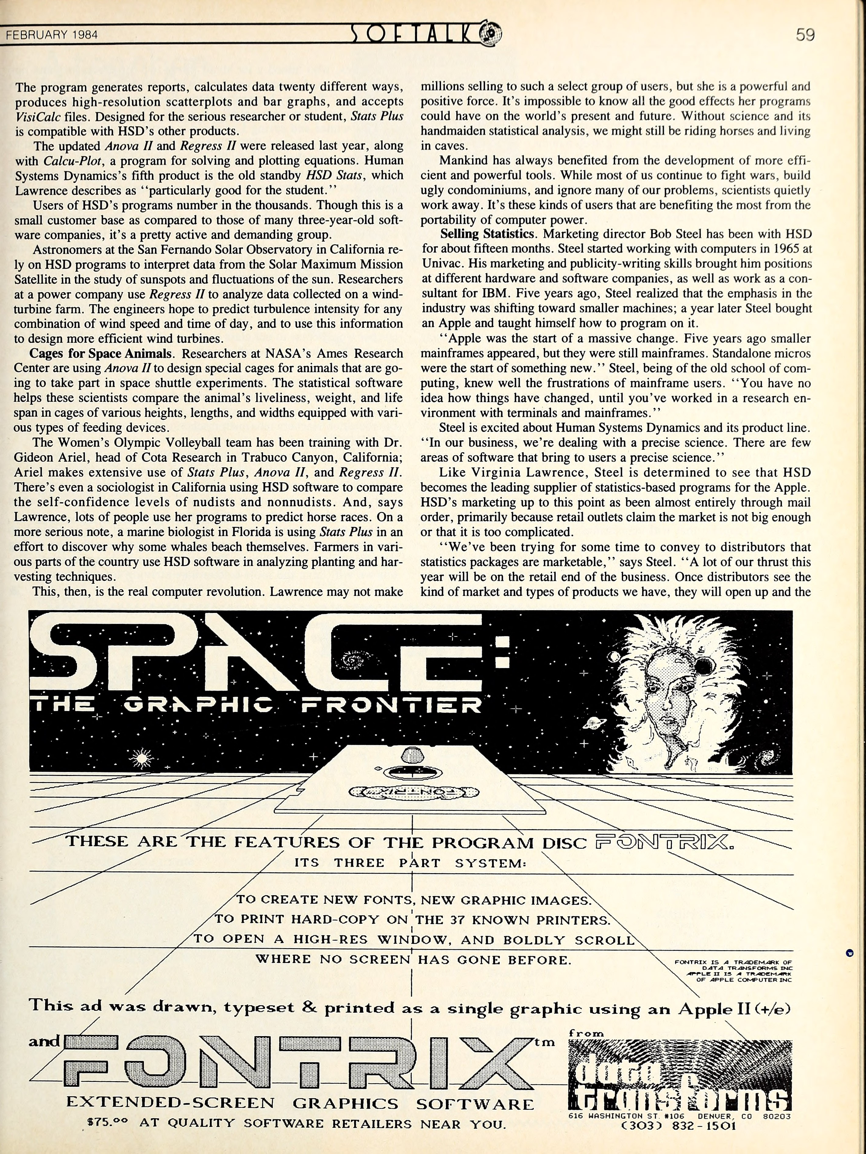 FEBRUARY 1984
SOFTALK
59
The program generates reports, calculates data twenty different ways,
produces high-resolution scatterplots and bar graphs, and accepts
VisiCalc files. Designed for the serious researcher or student, Stats Plus
is compatible with HSD's other products.
The updated Anova II and Regress II were released last year, along
with Calcu-Plot, a program for solving and plotting equations. Human
Systems Dynamics's fifth product is the old standby HSD Stats, which
Lawrence describes as "particularly good for the student."
Users of HSD's programs number in the thousands. Though this is a
small customer base as compared to those of many three-year-old soft-
ware companies, it's a pretty active and demanding group.
Astronomers at the San Fernando Solar Observatory in California re-
ly on HSD programs to interpret data from the Solar Maximum Mission
Satellite in the study of sunspots and fluctuations of the sun. Researchers
at a power company use Regress II to analyze data collected on a wind-
turbine farm. The engineers hope to predict turbulence intensity for any
combination of wind speed and time of day, and to use this information
to design more efficient wind turbines.
Cages for Space Animals. Researchers at NASA's Ames Research
Center are using Anova II to design special cages for animals that are go-
ing to take part in space shuttle experiments. The statistical software
helps these scientists compare the animal's liveliness, weight, and life
span in cages of various heights, lengths, and widths equipped with vari-
ous types of feeding devices.
The Women's Olympic Volleyball team has been training with Dr.
Gideon Ariel, head of Cota Research in Trabuco Canyon, California;
Ariel makes extensive use of Stats Plus, Anova II, and Regress II.
There's even a sociologist in California using HSD software to compare
the self-confidence levels of nudists and nonnudists. And, says
Lawrence, lots of people use her programs to predict horse races. On a
more serious note, a marine biologist in Florida is using Stats Plus in an
effort to discover why some whales beach themselves. Farmers in vari-
ous parts of the country use HSD software in analyzing planting and har-
vesting techniques.
This, then, is the real computer revolution. Lawrence may not make
millions selling to such a select group of users, but she is a powerful and
positive force. It's impossible to know all the good effects her programs
could have on the world's present and future. Without science and its
handmaiden statistical analysis, we might still be riding horses and living
in caves.
Mankind has always benefited from the development of more effi-
cient and powerful tools. While most of us continue to fight wars, build
ugly condominiums, and ignore many of our problems, scientists quietly
work away. It's these kinds of users that are benefiting the most from the
portability of computer power.
Selling Statistics. Marketing director Bob Steel has been with HSD
for about fifteen months. Steel started working with computers in 1965 at
Univac. His marketing and publicity-writing skills brought him positions
at different hardware and software companies, as well as work as a con-
sultant for IBM. Five years ago, Steel realized that the emphasis in the
industry was shifting toward smaller machines; a year later Steel bought
an Apple and taught himself how to program on it.
"Apple was the start of a massive change. Five years ago smaller
mainframes appeared, but they were still mainframes. Standalone micros
were the start of something new." Steel, being of the old school of com-
puting, knew well the frustrations of mainframe users. "You have no
idea how things have changed, until you've worked in a research en-
vironment with terminals and mainframes."
Steel is excited about Human Systems Dynamics and its product line.
"In our business, we're dealing with a precise science. There are few
areas of software that bring to users a precise science."
Like Virginia Lawrence, Steel is determined to see that HSD
becomes the leading supplier of statistics-based programs for the Apple.
HSD's marketing up to this point as been almost entirely through mail
order, primarily because retail outlets claim the market is not big enough
or that it is too complicated.
"We've been trying for some time to convey to distributors that
statistics packages are marketable," says Steel. "A lot of our thrust this
year will be on the retail end of the business. Once distributors see the
kind of market and types of products we have, they will open up and the
SPACE:
THE GRAPHIC FRONTIER
FONTRIX
THESE ARE THE FEATURES OF THE PROGRAM DISC FONTRIX.
ITS THREE PART SYSTEM:
TO CREATE NEW FONTS, NEW GRAPHIC IMAGES.
TO PRINT HARD-COPY ON THE 37 KNOWN PRINTERS.
TO OPEN A HIGH-RES WINDOW, AND BOLDLY SCROLL
WHERE NO SCREEN HAS GONE BEFORE.
FONTRIX IS A TRADEMARK OF
DATA TRANSFORMS INC
APPLE II IS A TRADEMARK
OF APPLE COMPUTER INC
This ad was drawn, typeset & printed as a single graphic using an Apple II (+/e)
and FONTRIX tm
EXTENDED-SCREEN GRAPHICS SOFTWARE
$75.00 AT QUALITY SOFTWARE RETAILERS NEAR YOU.
from
data
transforms
616 WASHINGTON ST #106 DENVER, CO 80203
(303) 832-1501